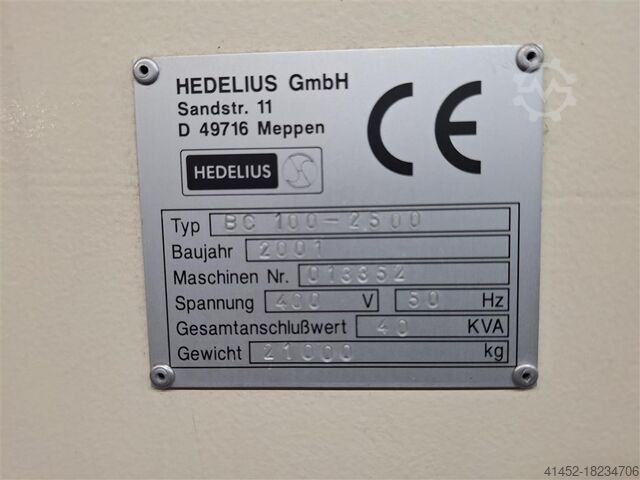 HEDELIUS GmbH
Sandstr. 11
D 49716 Meppen
CE
HEDELIUS
Typ BC 100-2500
Baujahr 2001
Maschinen Nr. 013352
Spannung 400 V 50 Hz
Gesamtanschlußwert 40 KVA
Gewicht 21000 kg
41452-18234706